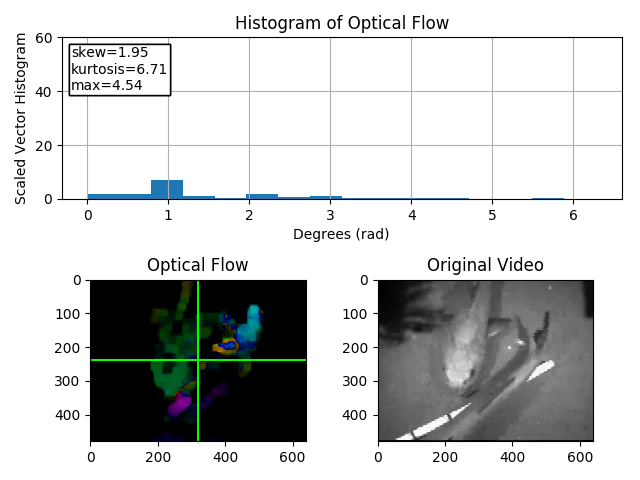 Histogram of Optical Flow
60
40
20
0
Scaled Vector Histogram
skew=1.95
kurtosis=6.71
max=4.54
0 1 2 3 4 5 6
Degrees (rad)
Optical Flow
0
100
200
300
400
0 200 400 600
Original Video
0
100
200
300
400
0 200 400 600